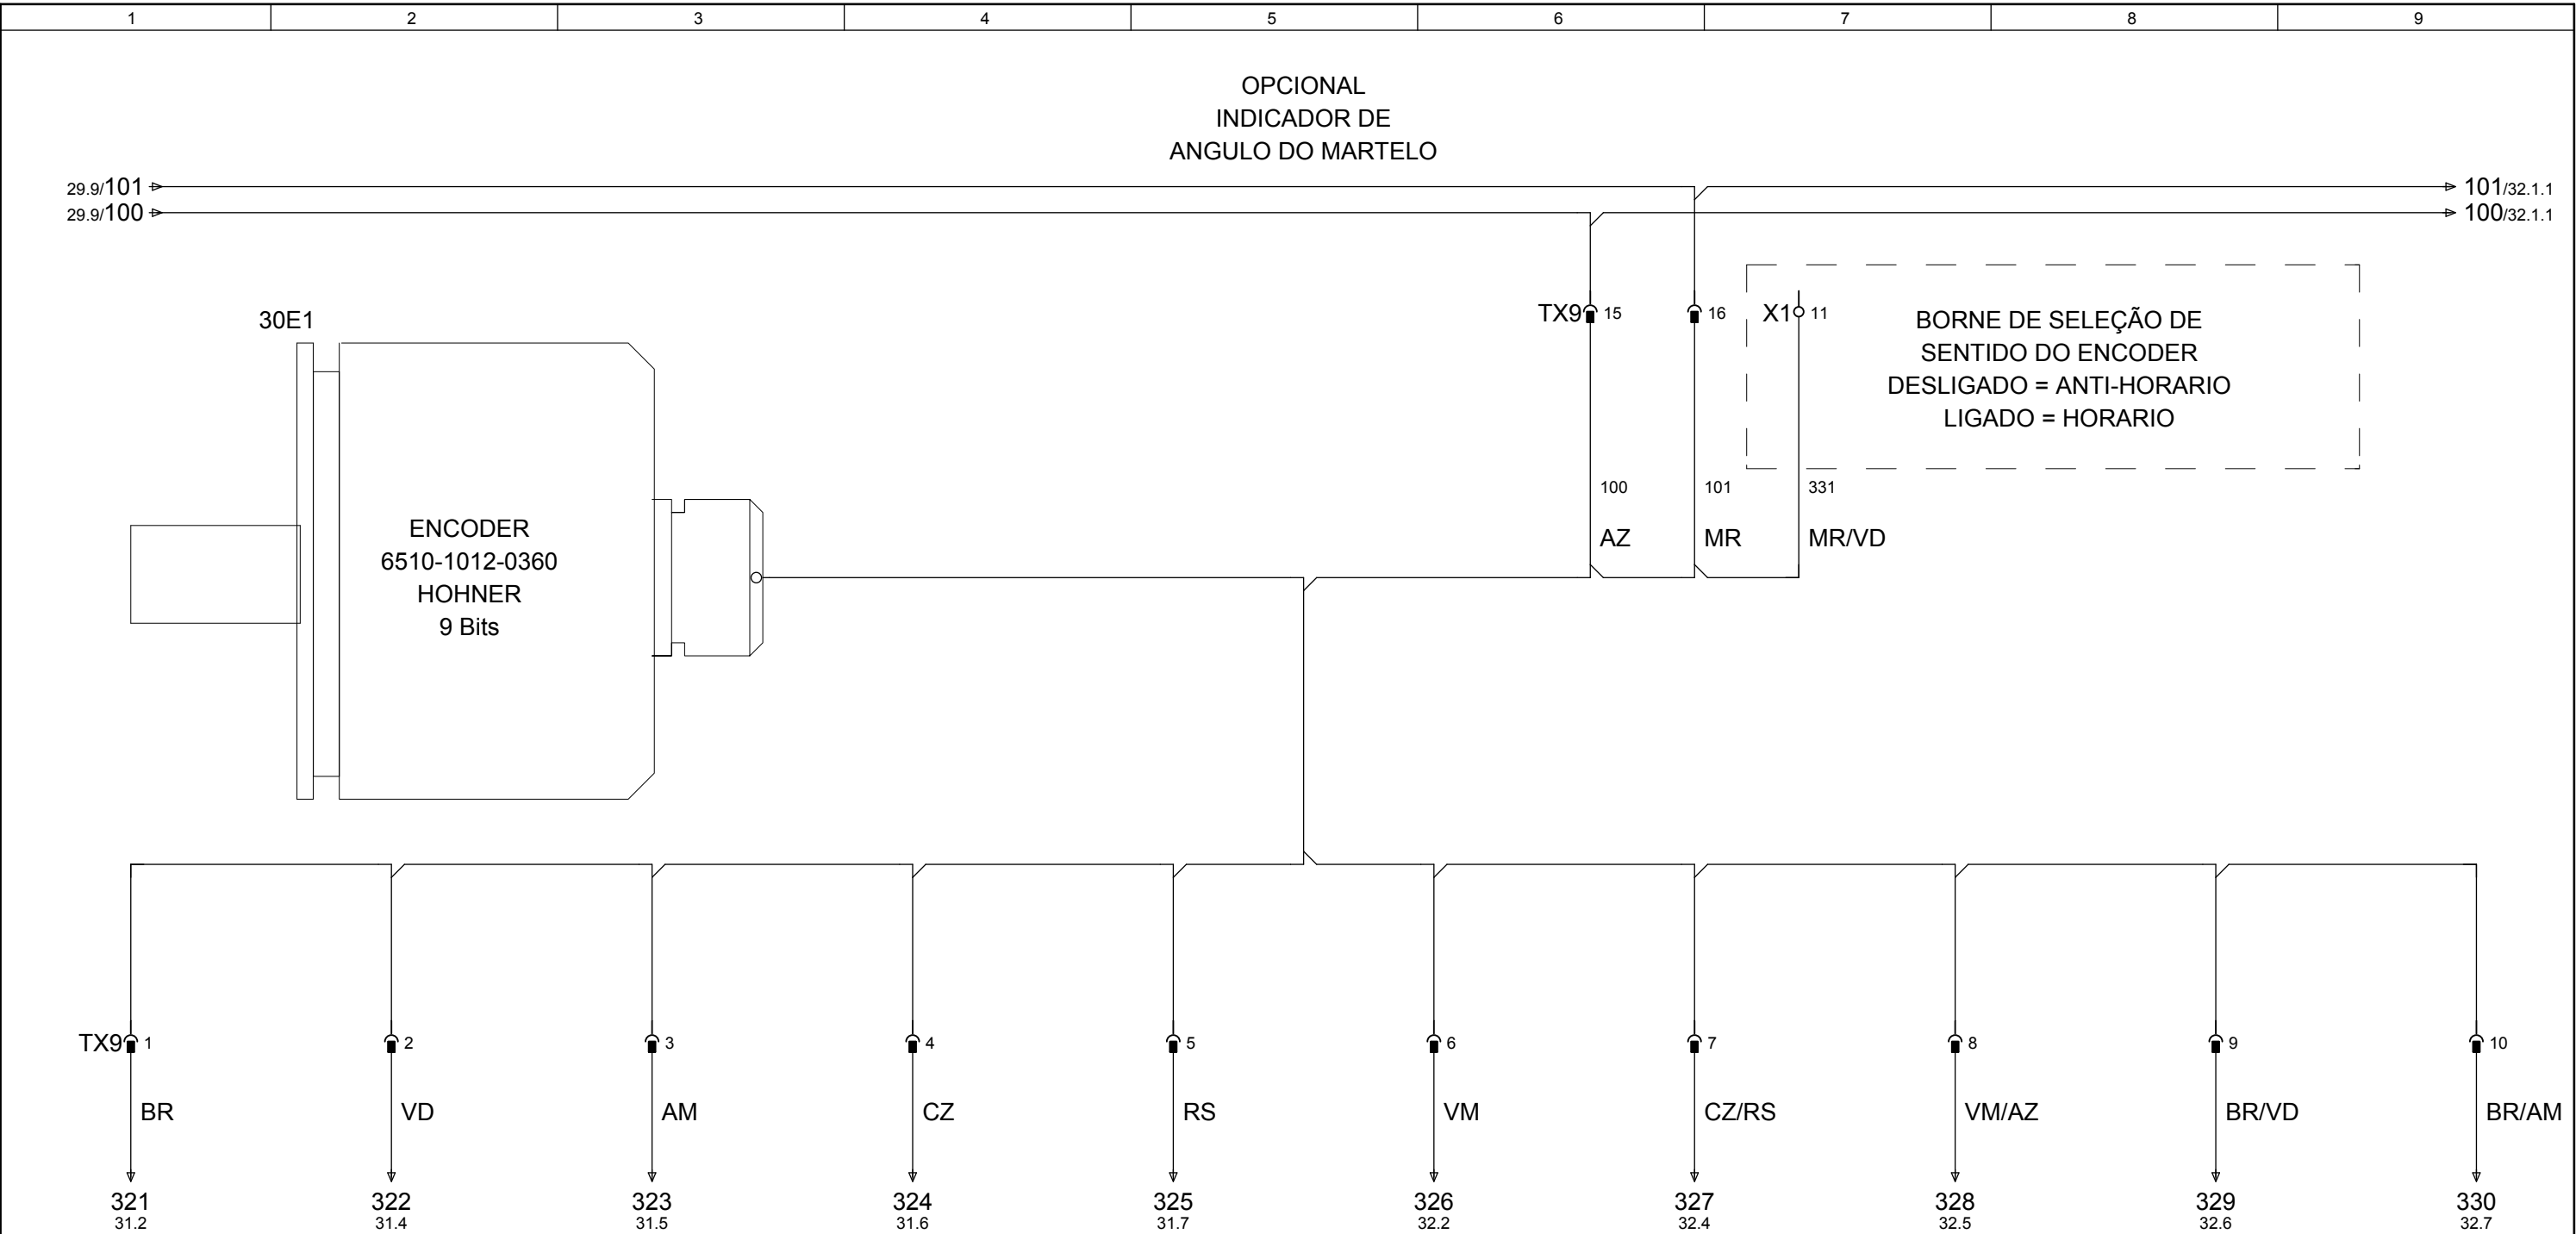 1 2 3 4 5 6 7 8 9
OPCIONAL
INDICADOR DE
ANGULO DO MARTELO
29.9/101
101/32.1.1
29.9/100
100/32.1.1
30E1
TX9 15
16
X1 11
BORNE DE SELEÇÃO DE
SENTIDO DO ENCODER
DESLIGADO = ANTI-HORARIO
LIGADO = HORARIO
100 101 331
AZ MR MR/VD
ENCODER
6510-1012-0360
HOHNER
9 Bits
TX9 1 2 3 4 5 6 7 8 9 10
BR VD AM CZ RS VM CZ/RS VM/AZ BR/VD BR/AM
321 322 323 324 325 326 327 328 329 330
31.2 31.4 31.5 31.6 31.7 32.2 32.4 32.5 32.6 32.7